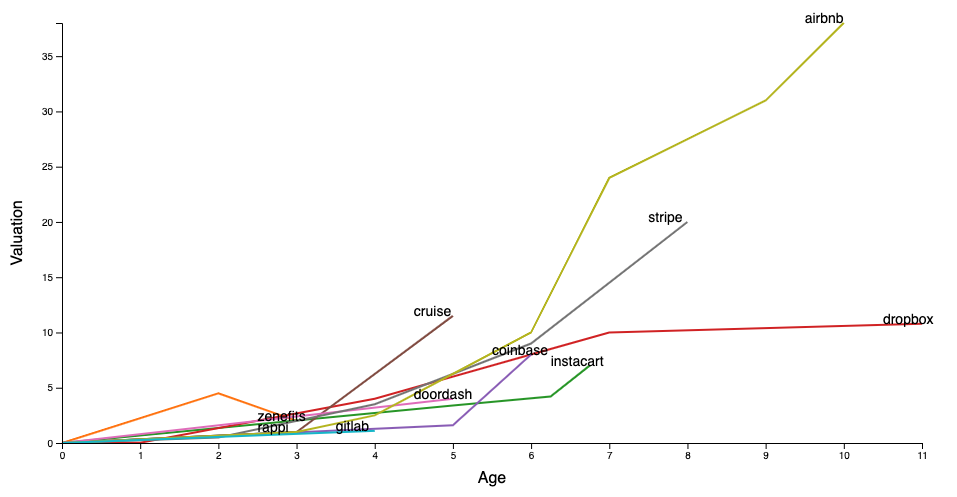 airbnb
35
30
25
stripe
20
15
cruise
dropbox
10
coinbase
instacart
doordash
5
zenefits
rappi
gitlab
0
0 1 2 3 4 5 6 7 8 9 10 11
Valuation
Age